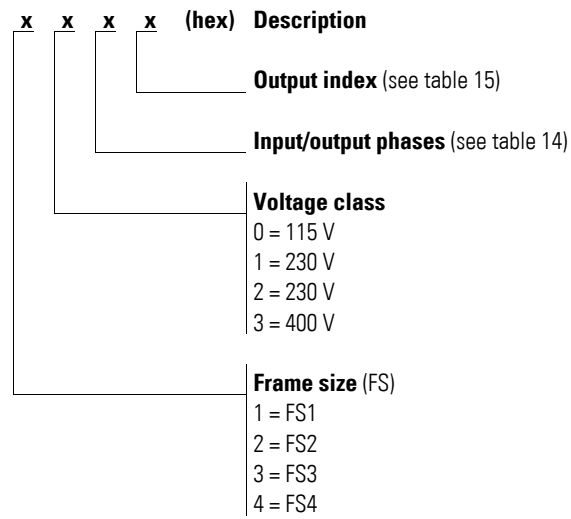 x x x x (hex) Description
Output index (see table 15)
Input/output phases (see table 14)
Voltage class
0 = 115 V
1 = 230 V
2 = 230 V
3 = 400 V
Frame size (FS)
1 = FS1
2 = FS2
3 = FS3
4 = FS4